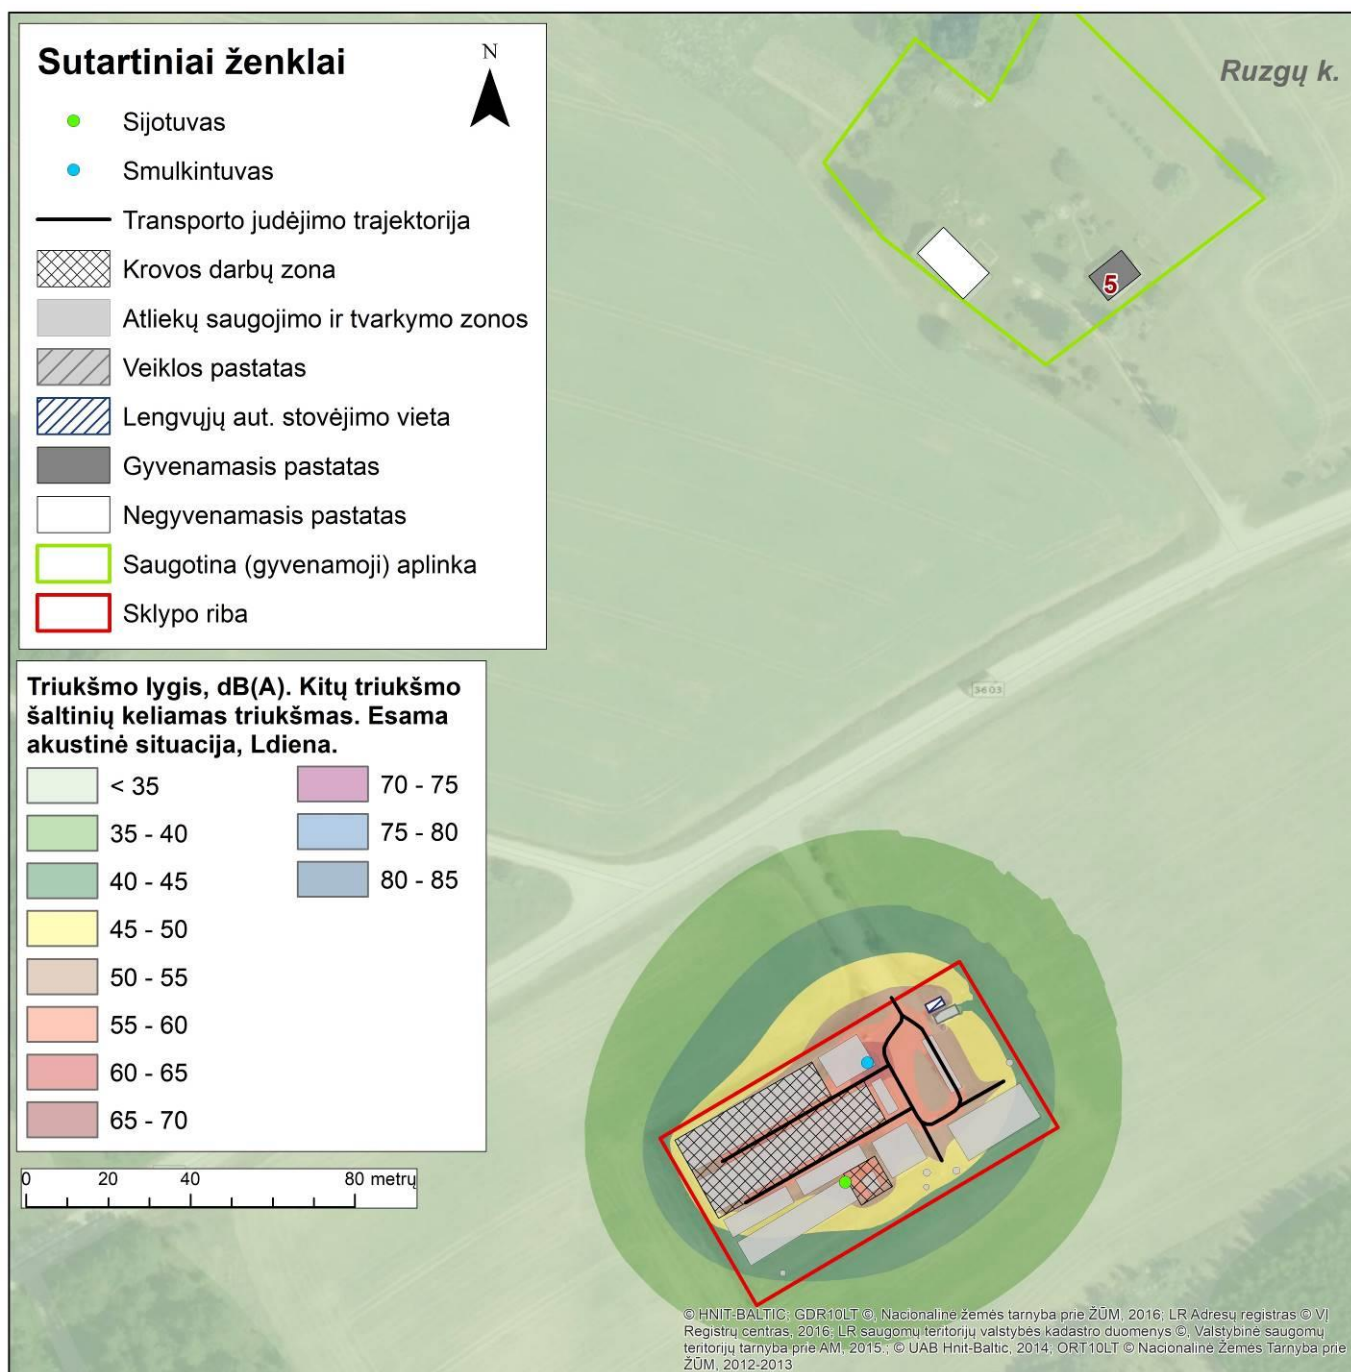 Sutartiniai ženklai
N
Sijotuvas
Smulkintuvas
Transporto judėjimo trajektorija
Krovos darbų zona
Atliekų saugojimo ir tvarkymo zonos
Veiklos pastatas
Lengvųjų aut. stovėjimo vieta
Gyvenamasis pastatas
Negyvenamasis pastatas
Saugotina (gyvenamoji) aplinka
Sklypo riba
Ruzgų k.
5
3603
Triukšmo lygis, dB(A). Kitų triukšmo
šaltinių keliamas triukšmas. Esama
akustinė situacija, Ldiena.
< 35
35 - 40
40 - 45
45 - 50
50 - 55
55 - 60
60 - 65
65 - 70
70 - 75
75 - 80
80 - 85
0 20 40 80 metrų
© HNIT-BALTIC; GDR10LT ©, Nacionalinė žemės tarnyba prie ŽŪM, 2016; LR Adresų registras © VĮ
Registrų centras, 2016; LR saugomų teritorijų valstybės kadastro duomenys ©, Valstybinė saugomų
teritorijų tarnyba prie AM, 2015.; © UAB Hnit-Baltic, 2014; ORT10LT © Nacionalinė Žemės Tarnyba prie
ŽŪM, 2012-2013